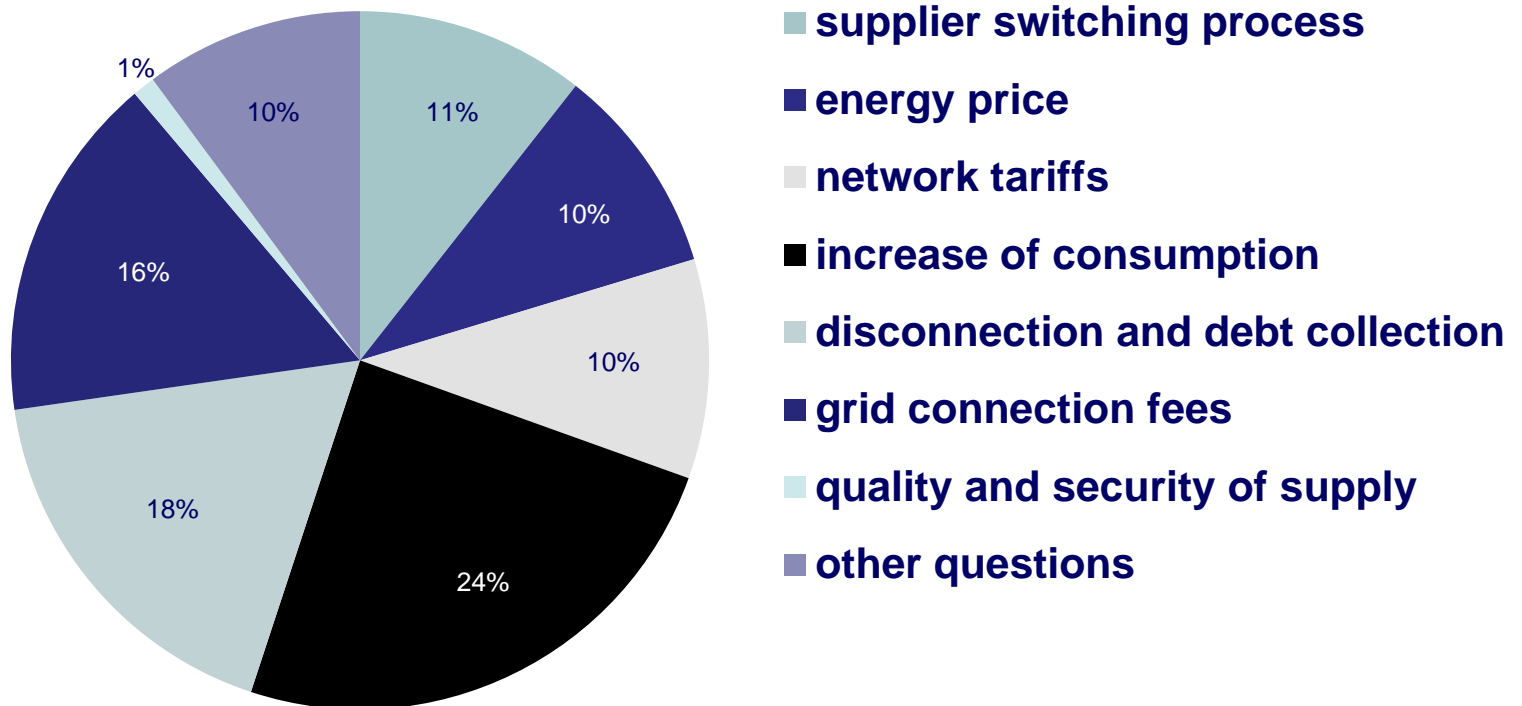 1%
10%
11%
10%
16%
10%
18%
24%
supplier switching process
energy price
network tariffs
increase of consumption
disconnection and debt collection
grid connection fees
quality and security of supply
other questions